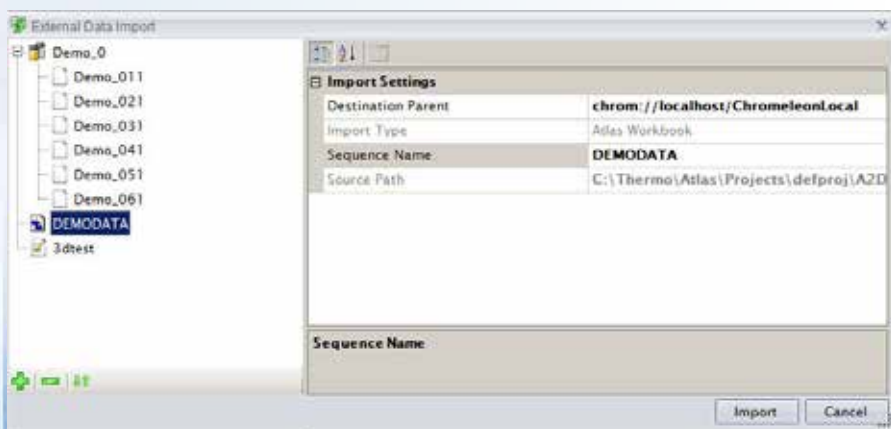 External Data Import
Demo_0
Demo_011
Demo_021
Demo_031
Demo_041
Demo_051
Demo_061
DEMODATA
3dtest
Import Settings
Destination Parent chrom://localhost/ChromeleonLocal
Import Type Atlas Workbook
Sequence Name DEMODATA
Source Path C:\Thermo\Atlas\Projects\defproj\A2D
Sequence Name
Import Cancel